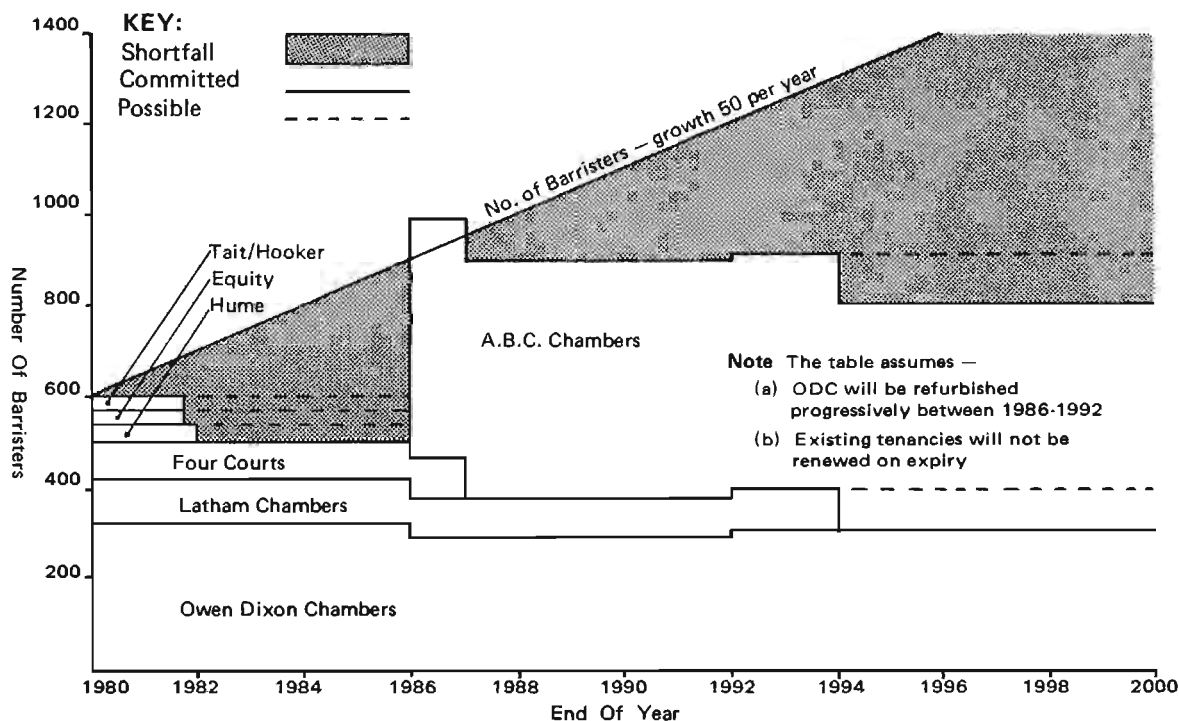 KEY:
Shortfall
Committed
Possible
1400
1200
1000
800
600
400
200
Number Of Barristers
No. of Barristers – growth 50 per year
Tait/Hooker
Equity
Hume
A.B.C. Chambers
Four Courts
Latham Chambers
Owen Dixon Chambers
Note The table assumes —
(a) ODC will be refurbished
progressively between 1986-1992
(b) Existing tenancies will not be
renewed on expiry
1980 1982 1984 1986 1988 1990 1992 1994 1996 1998 2000
End Of Year